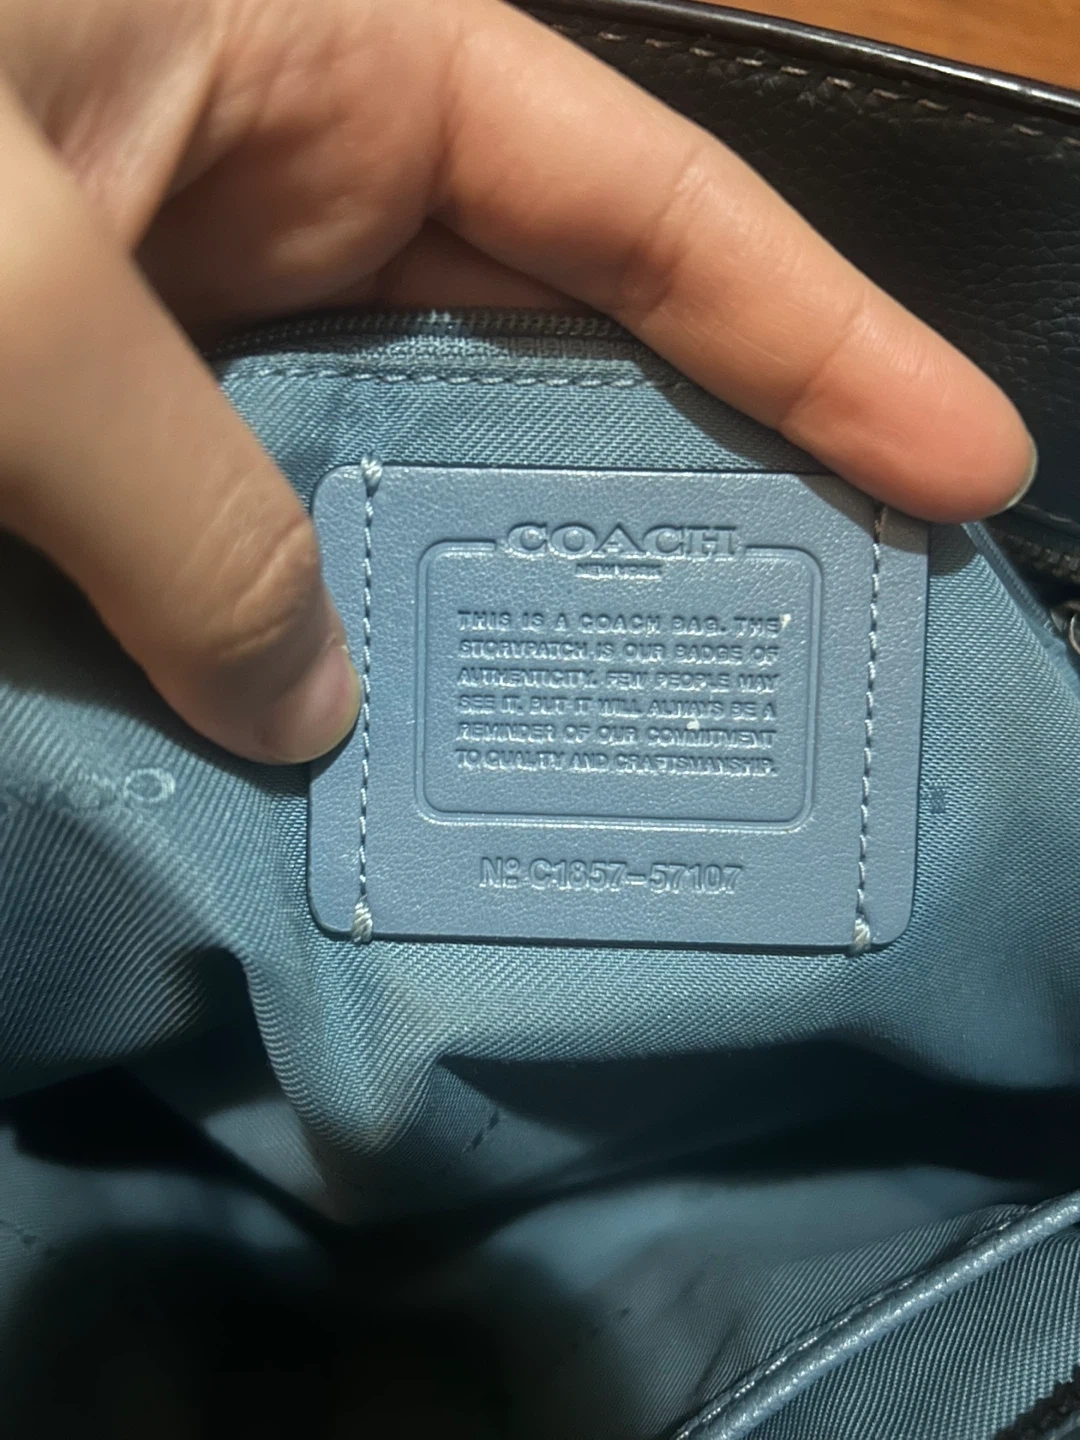 COACH
NEW YORK
THIS IS A COACH BAG. THE
STORYPATCH IS OUR BADGE OF
AUTHENTICITY. FEW PEOPLE MAY
SEE IT, BUT IT WILL ALWAYS BE A
REMINDER OF OUR COMMITMENT
TO QUALITY AND CRAFTSMANSHIP.
Nº C1857-57107